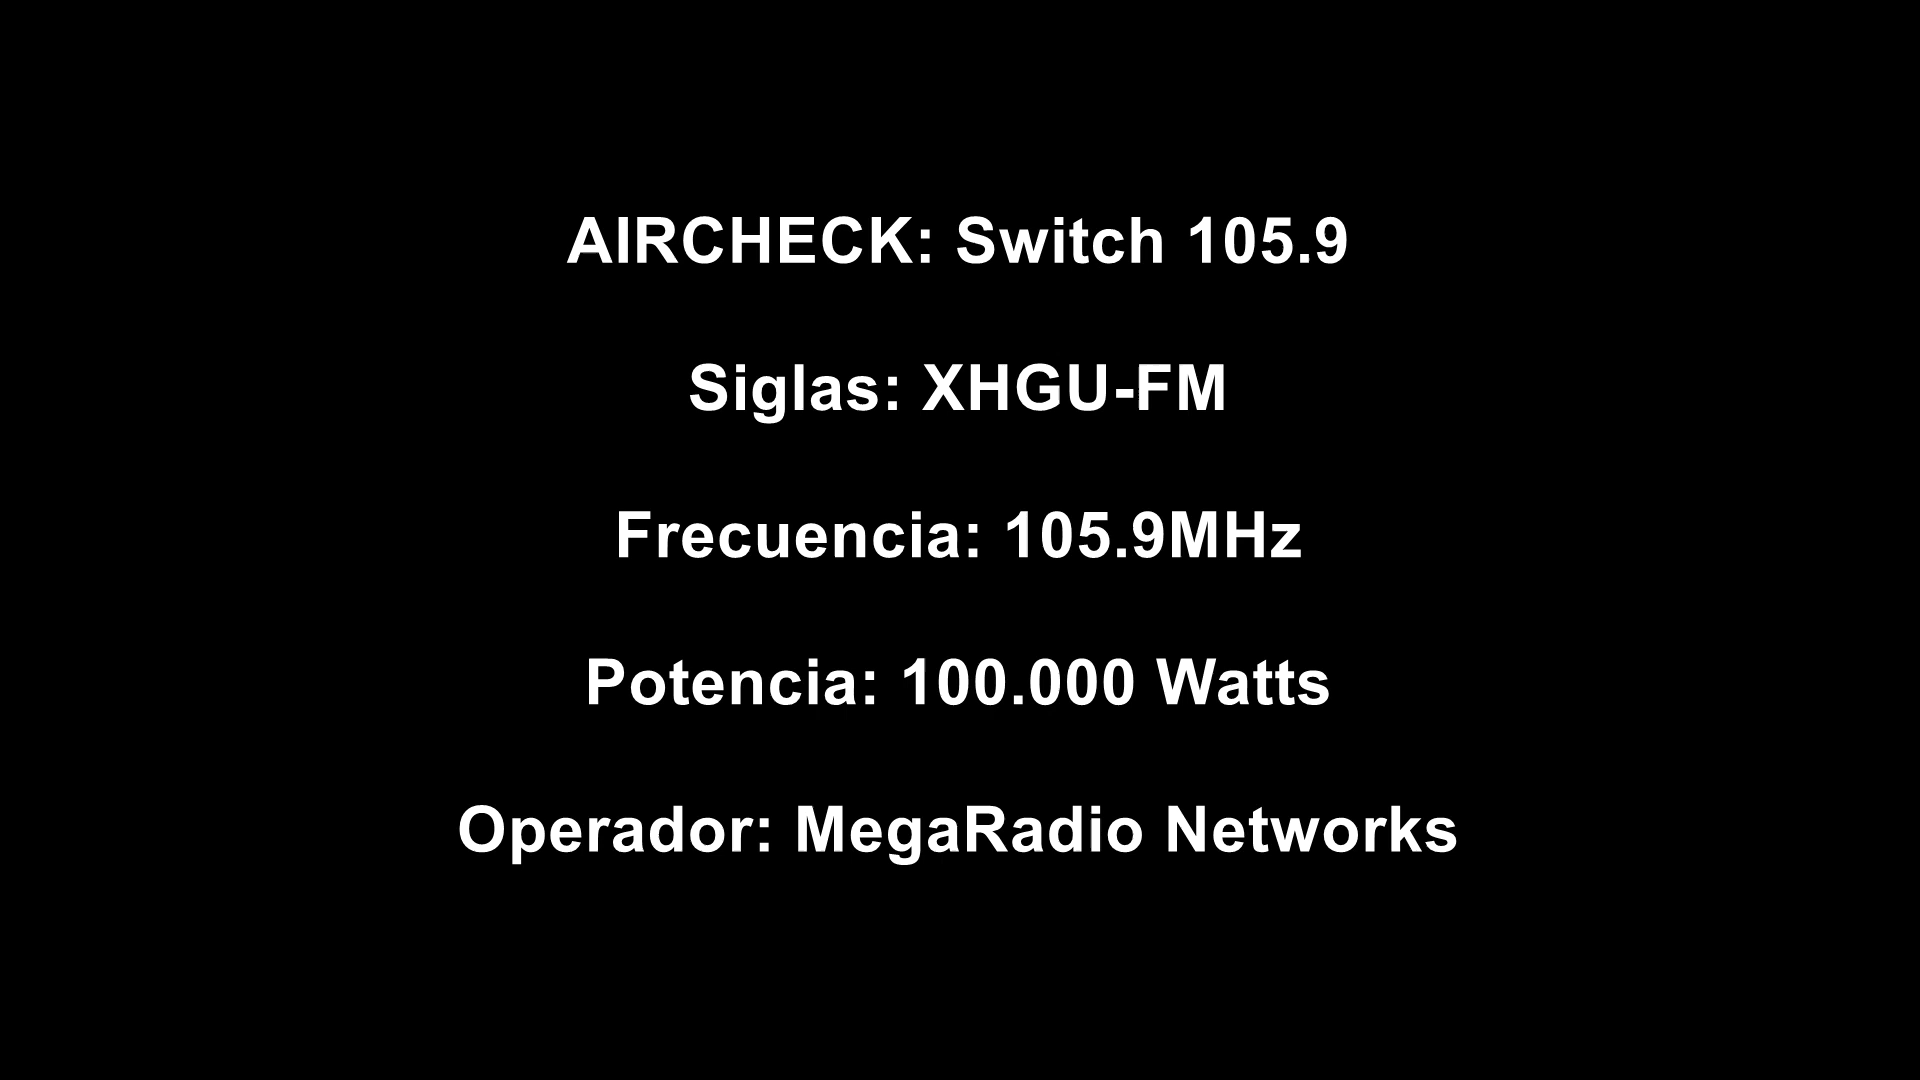 AIRCHECK: Switch 105.9
Siglas: XHGU-FM
Frecuencia: 105.9MHz
Potencia: 100.000 Watts
Operador: MegaRadio Networks